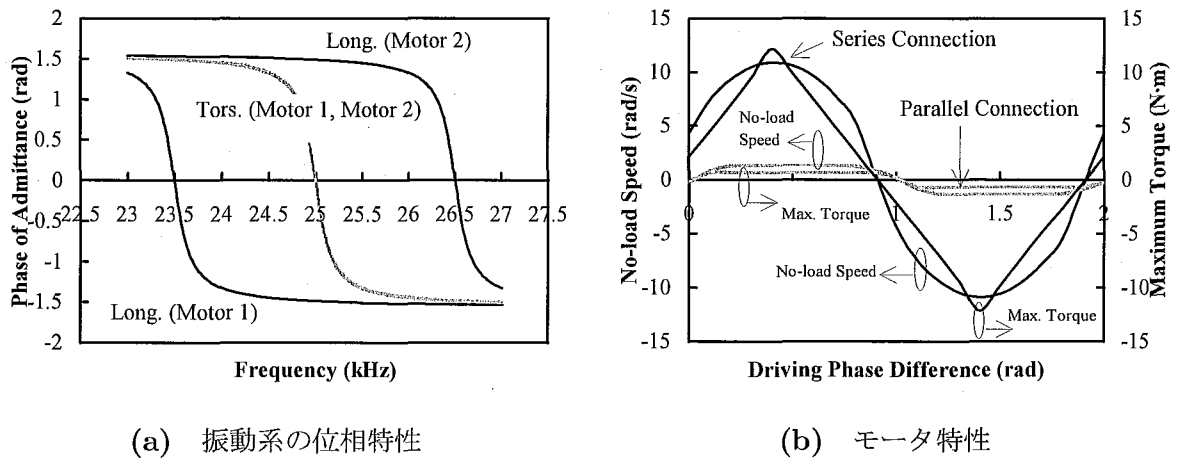 2
1.5
1
0.5
0
-0.5
-1
-1.5
-2
Phase of Admittance (rad)
Long. (Motor 2)
Tors. (Motor 1, Motor 2)
Long. (Motor 1)
22.5 23 23.5 24 24.5 25 25.5 26 26.5 27 27.5
Frequency (kHz)
(a) 振動系の位相特性
15
10
5
0
-5
-10
-15
No-load Speed (rad/s)
Series Connection
Parallel Connection
No-load
Speed
Max. Torque
No-load Speed
Max. Torque
0 1 1.5 2
15
10
5
0
-5
-10
-15
Maximum Torque (N·m)
Driving Phase Difference (rad)
(b) モータ特性